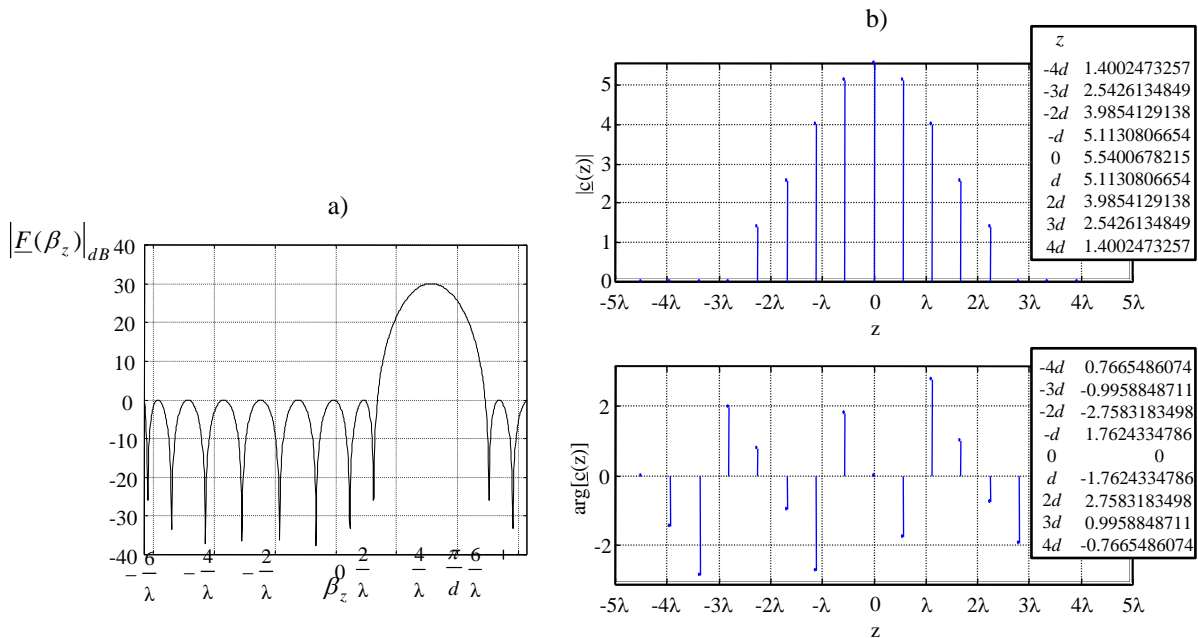 a)
|F(β_z)|_dB
40
30
20
10
0
-10
-20
-30
-40
-6/λ -4/λ -2/λ 0 2/λ 4/λ π/d 6/λ
β_z
b)
|c(z)|
5
4
3
2
1
0
-5λ -4λ -3λ -2λ -λ 0 λ 2λ 3λ 4λ 5λ
z
z
-4d 1.4002473257
-3d 2.5426134849
-2d 3.9854129138
-d 5.1130806654
0 5.5400678215
d 5.1130806654
2d 3.9854129138
3d 2.5426134849
4d 1.4002473257
arg[c(z)]
2
0
-2
-5λ -4λ -3λ -2λ -λ 0 λ 2λ 3λ 4λ 5λ
z
-4d 0.7665486074
-3d -0.9958848711
-2d -2.7583183498
-d 1.7624334786
0 0
d -1.7624334786
2d 2.7583183498
3d 0.9958848711
4d -0.7665486074